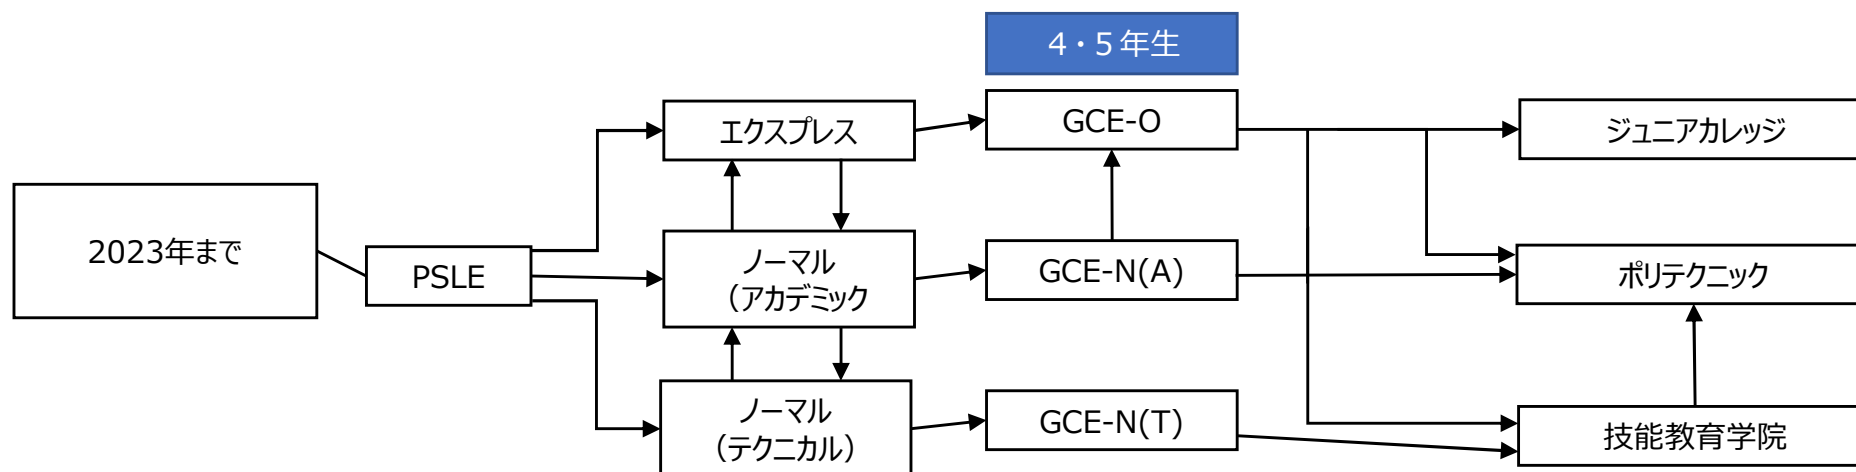 ４・５年生
エクスプレス
GCE-O
ジュニアカレッジ
2023年まで
PSLE
ノーマル
（アカデミック
GCE-N(A)
ポリテクニック
ノーマル
（テクニカル）
GCE-N(T)
技能教育学院